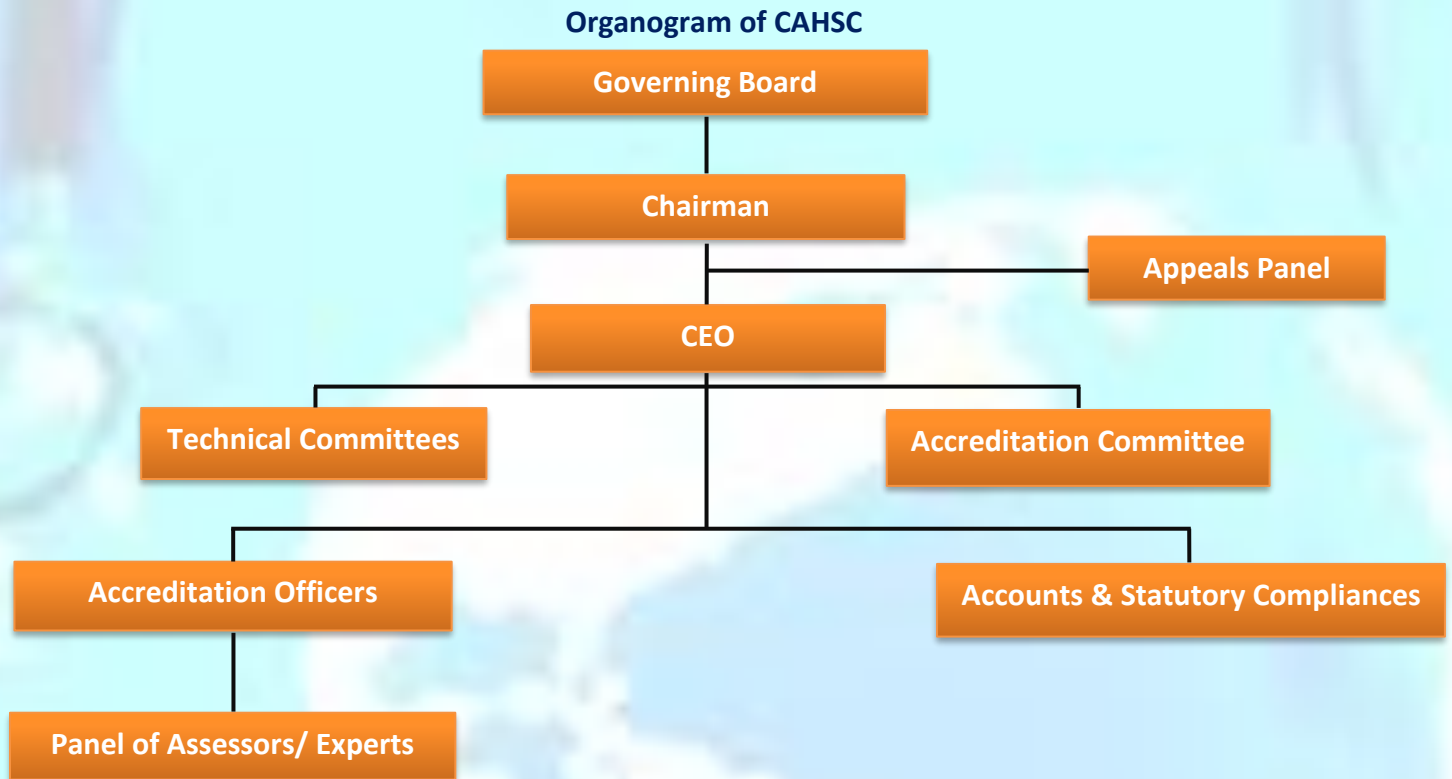 Organogram of CAHSC
Governing Board
Chairman
Appeals Panel
CEO
Technical Committees
Accreditation Committee
Accreditation Officers
Accounts & Statutory Compliances
Panel of Assessors/ Experts